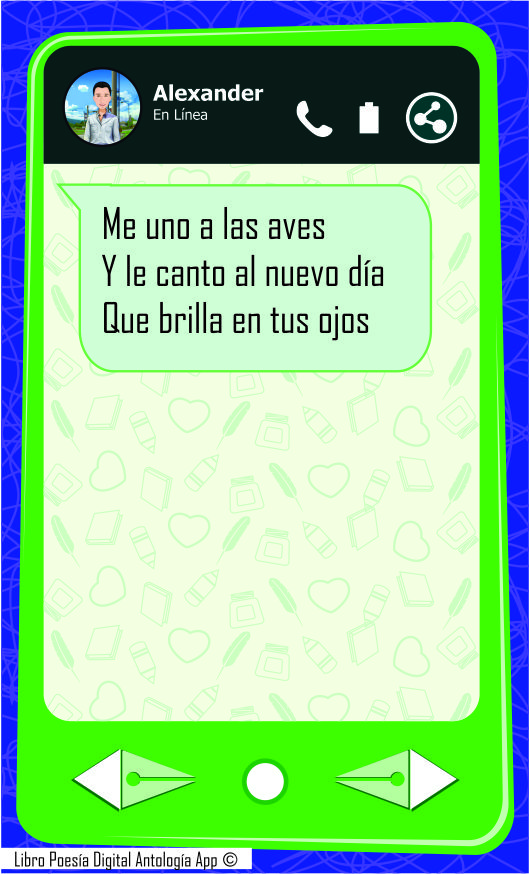 Alexander
En Línea
Me uno a las aves
Y le canto al nuevo día
Que brilla en tus ojos
Libro Poesía Digital Antología App ©